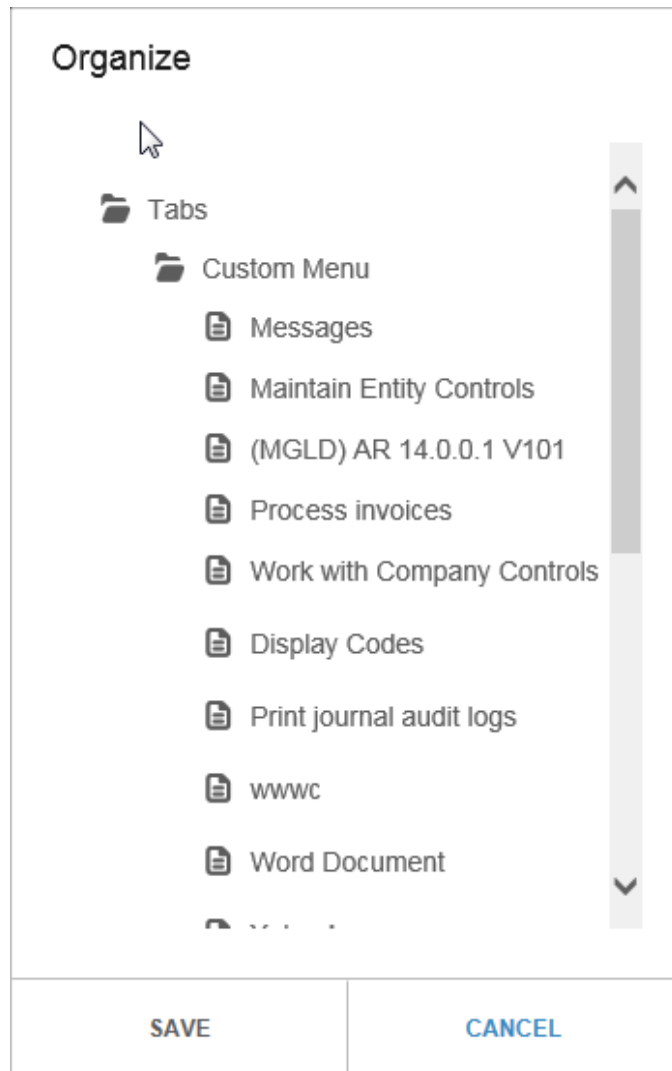 Organize
Tabs
Custom Menu
Messages
Maintain Entity Controls
(MGLD) AR 14.0.0.1 V101
Process invoices
Work with Company Controls
Display Codes
Print journal audit logs
wwwc
Word Document
SAVE
CANCEL